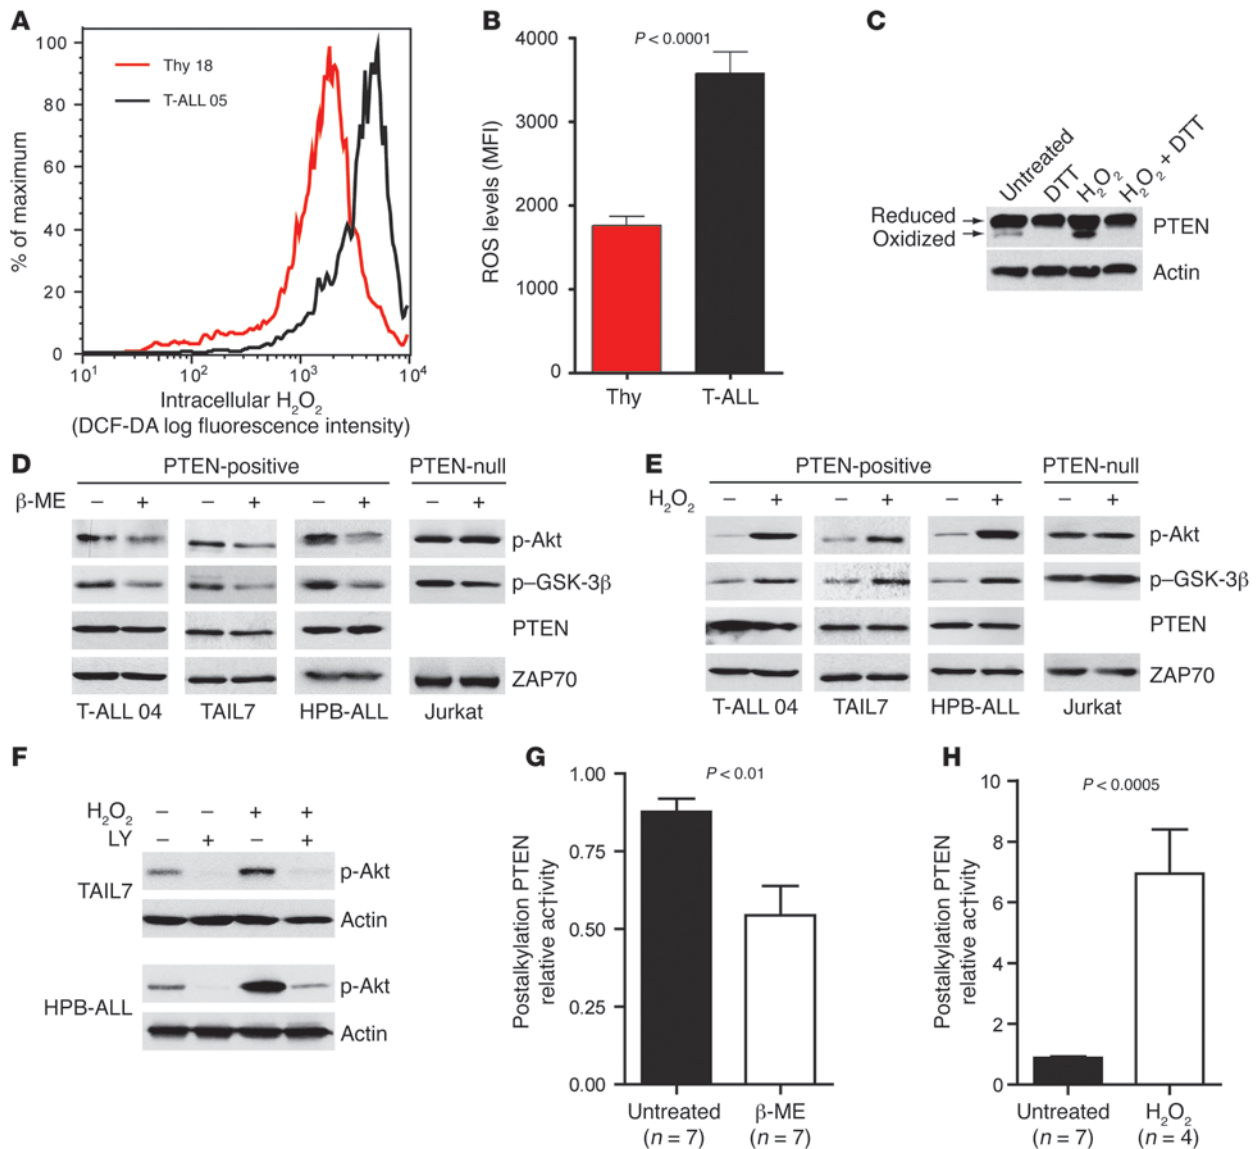 A
100
80
60
40
20
0
% of maximum
Thy 18
T-ALL 05
10¹ 10² 10³ 10⁴
Intracellular H₂O₂
(DCF-DA log fluorescence intensity)
B
P < 0.0001
4000
3000
2000
1000
0
ROS levels (MFI)
Thy T-ALL
C
Untreated DTT H₂O₂ H₂O₂ + DTT
Reduced
Oxidized
PTEN
Actin
D
PTEN-positive PTEN-null
β-ME − + − + − + − +
p-Akt
p–GSK-3β
PTEN
ZAP70
T-ALL 04 TAIL7 HPB-ALL Jurkat
E
PTEN-positive PTEN-null
H₂O₂ − + − + − + − +
p-Akt
p–GSK-3β
PTEN
ZAP70
T-ALL 04 TAIL7 HPB-ALL Jurkat
F
H₂O₂ − − + +
LY − + − +
TAIL7
p-Akt
Actin
HPB-ALL
p-Akt
Actin
G
P < 0.01
1.00
0.75
0.50
0.25
0.00
Postalkylation PTEN
relative ac†ivity
Untreated β-ME
(n = 7) (n = 7)
H
P < 0.0005
10
8
6
4
2
0
Postalkylation PTEN
relative ac†ivity
Untreated H₂O₂
(n = 7) (n = 4)